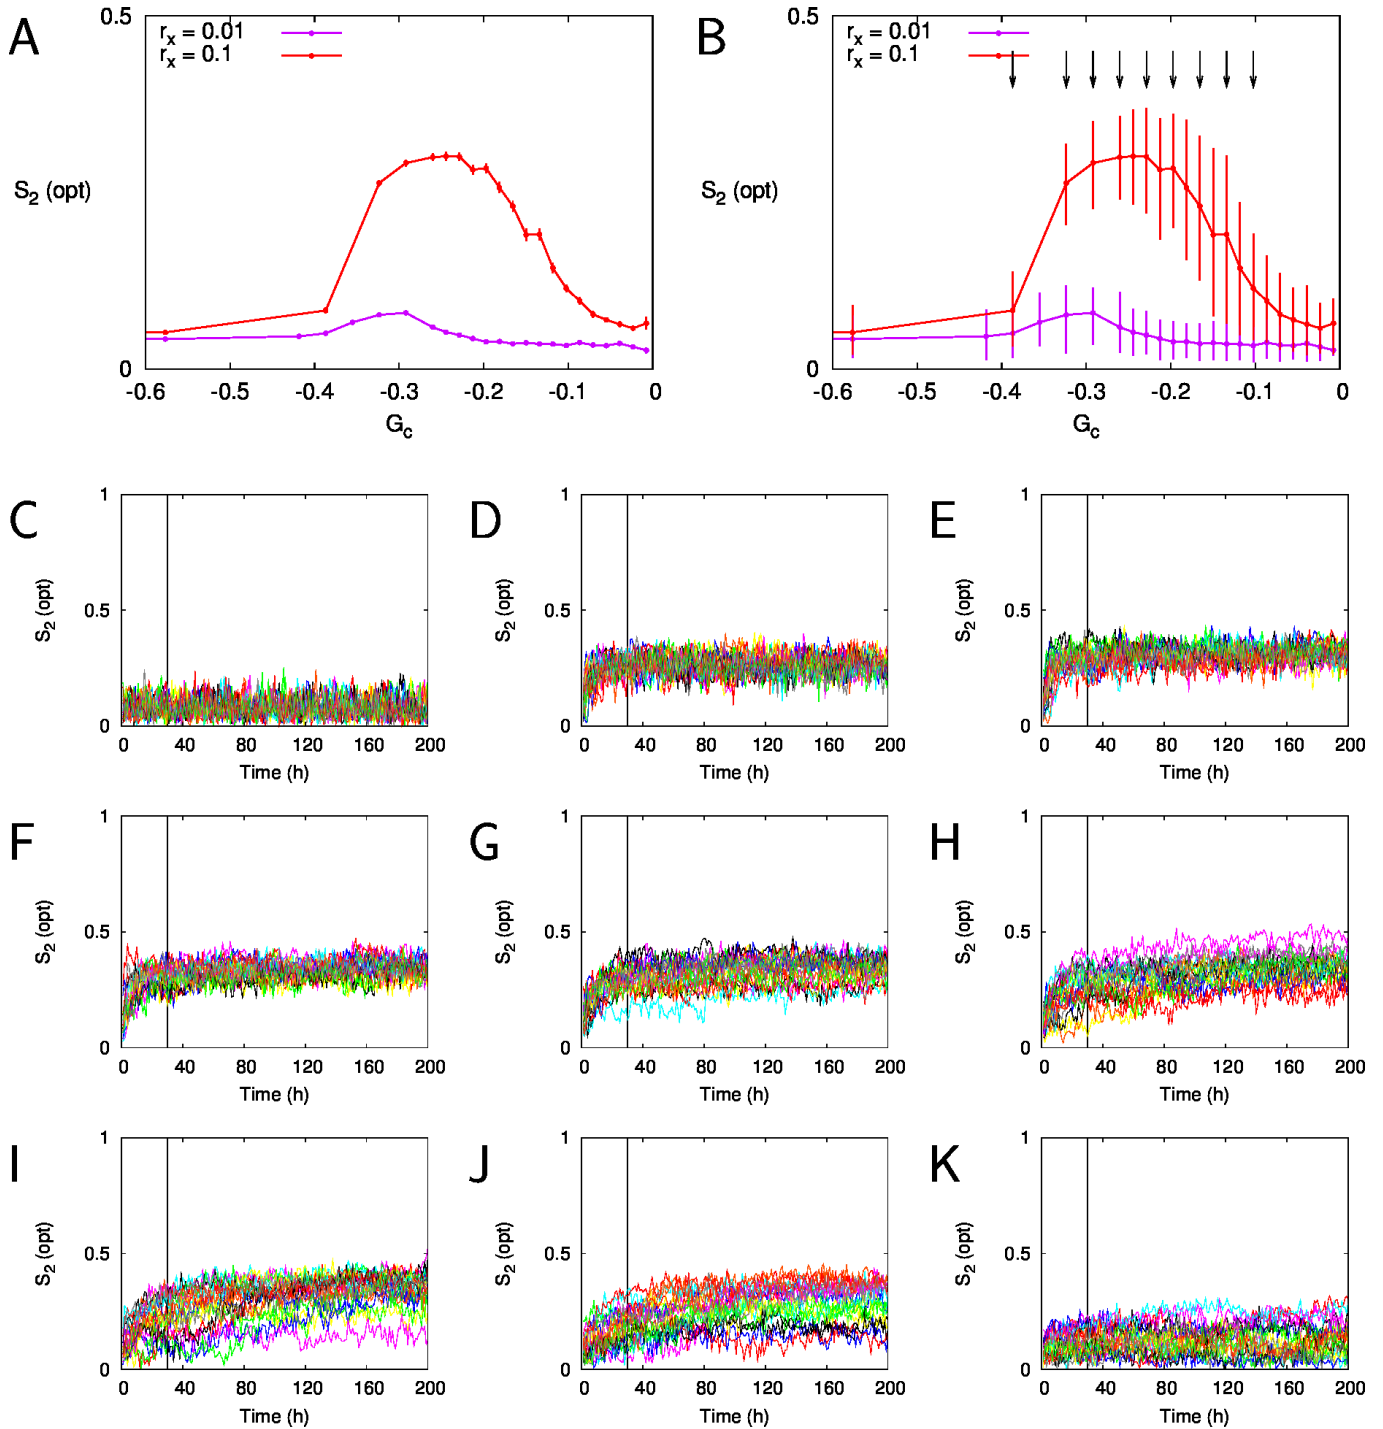 A
0.5
r_x = 0.01
r_x = 0.1
S_2 (opt)
0
-0.6 -0.5 -0.4 -0.3 -0.2 -0.1 0
G_c
B
0.5
r_x = 0.01
r_x = 0.1
S_2 (opt)
0
-0.6 -0.5 -0.4 -0.3 -0.2 -0.1 0
G_c
C
1
0.5
0
S_2 (opt)
0 40 80 120 160 200
Time (h)
D
1
0.5
0
S_2 (opt)
0 40 80 120 160 200
Time (h)
E
1
0.5
0
S_2 (opt)
0 40 80 120 160 200
Time (h)
F
1
0.5
0
S_2 (opt)
0 40 80 120 160 200
Time (h)
G
1
0.5
0
S_2 (opt)
0 40 80 120 160 200
Time (h)
H
1
0.5
0
S_2 (opt)
0 40 80 120 160 200
Time (h)
I
1
0.5
0
S_2 (opt)
0 40 80 120 160 200
Time (h)
J
1
0.5
0
S_2 (opt)
0 40 80 120 160 200
Time (h)
K
1
0.5
0
S_2 (opt)
0 40 80 120 160 200
Time (h)